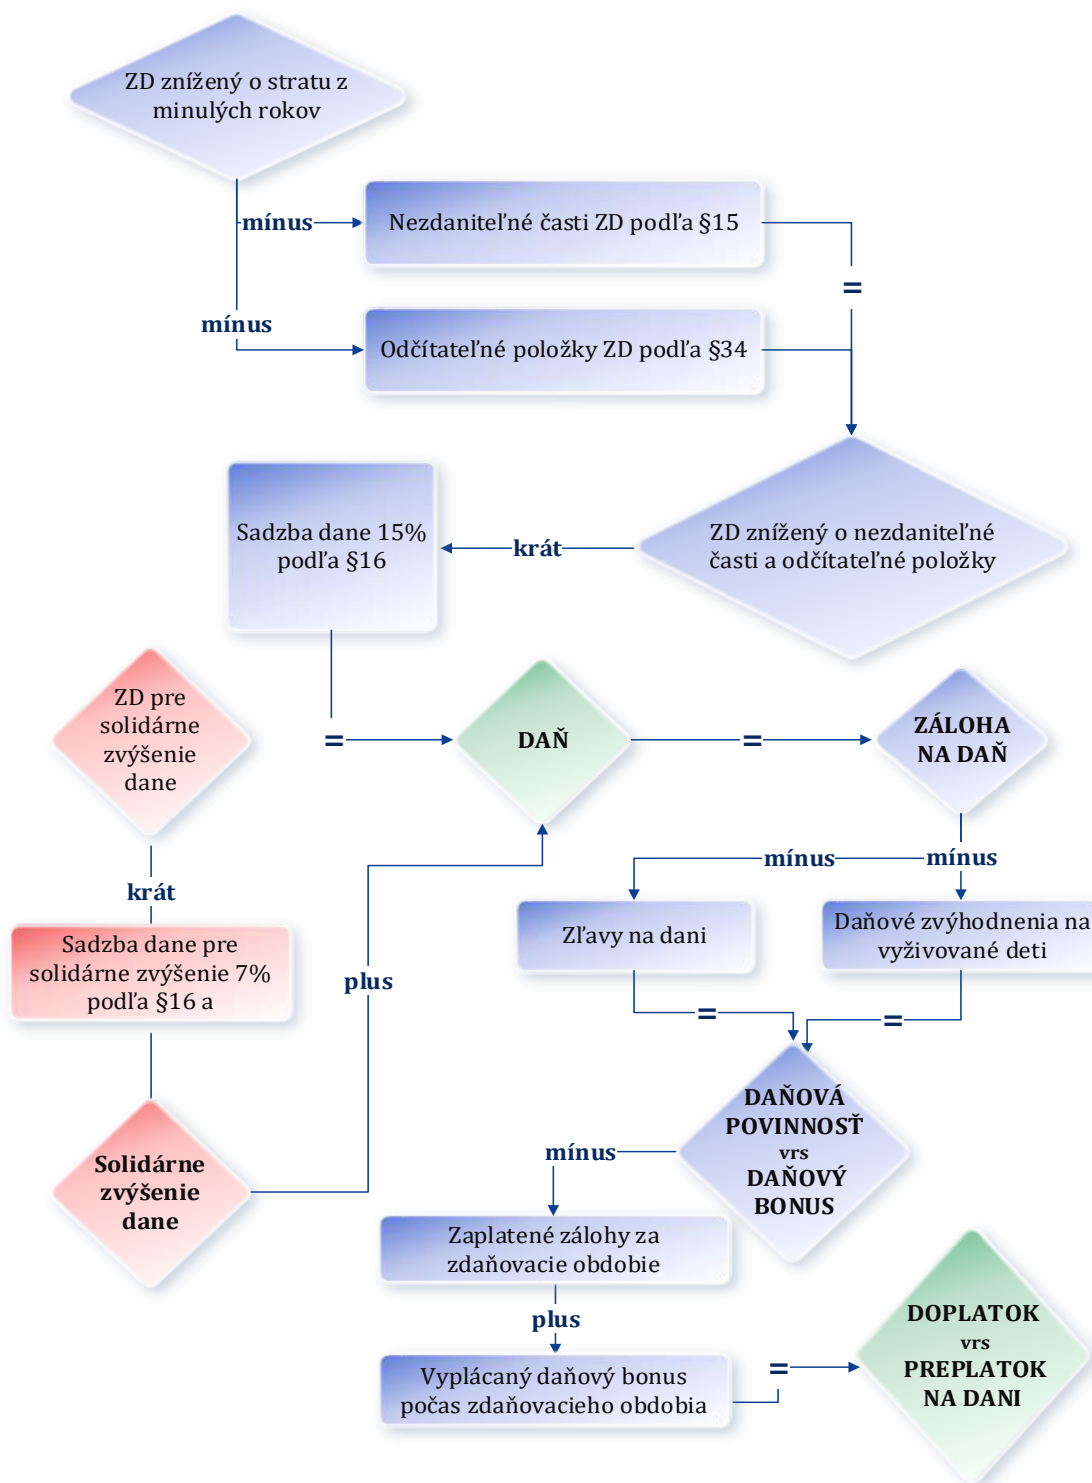 ZD znížený o stratu z
minulých rokov
mínus
Nezdaniteľné časti ZD podľa §15
=
mínus
Odčítateľné položky ZD podľa §34
ZD znížený o nezdaniteľné
časti a odčítateľné položky
krát
Sadzba dane 15%
podľa §16
=
DAŇ
=
ZÁLOHA
NA DAŇ
ZD pre
solidárne
zvýšenie
dane
krát
Sadzba dane pre
solidárne zvýšenie 7%
podľa §16 a
Solidárne
zvýšenie
dane
plus
mínus
mínus
Zľavy na dani
Daňové zvýhodnenia na
vyživované deti
=
=
DAŇOVÁ
POVINNOSŤ
vrs
DAŇOVÝ
BONUS
mínus
Zaplatené zálohy za
zdaňovacie obdobie
plus
Vyplácaný daňový bonus
počas zdaňovacieho obdobia
=
DOPLATOK
vrs
PREPLATOK
NA DANI